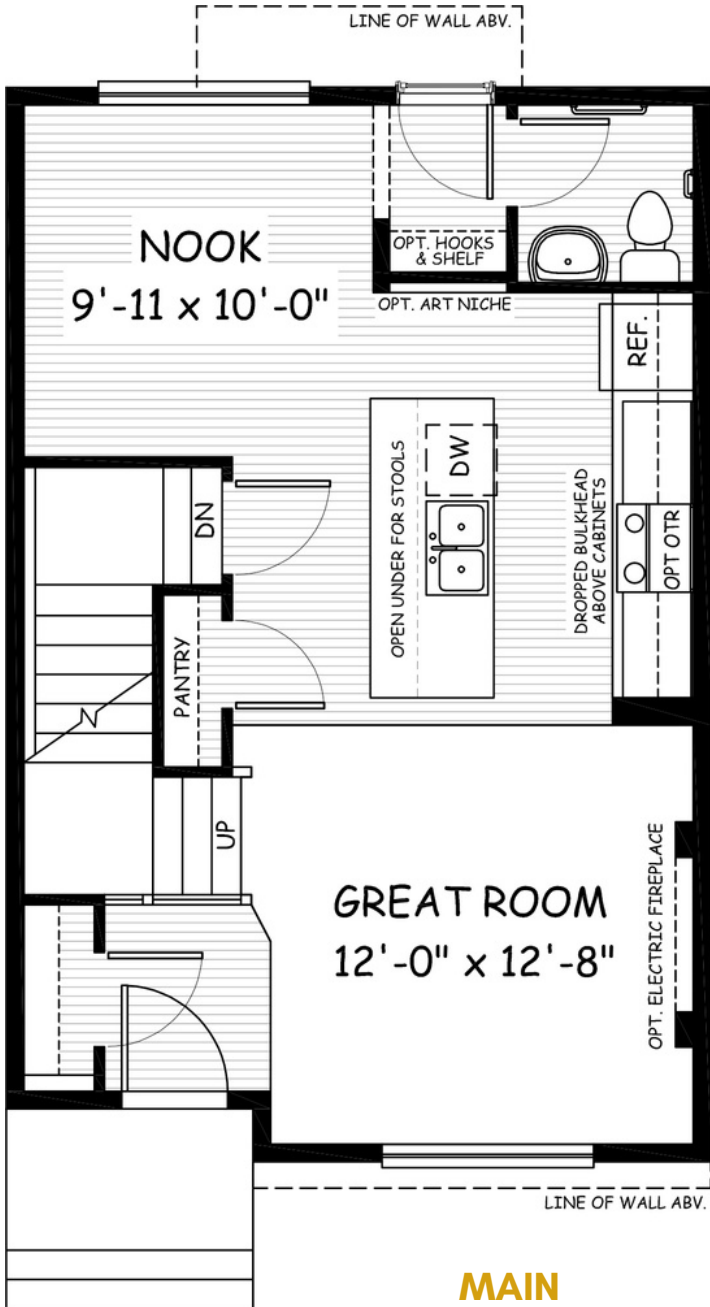 LINE OF WALL ABV.
NOOK
9'-11 x 10'-0"
OPT. HOOKS
& SHELF
OPT. ART NICHE
REF.
OPEN UNDER FOR STOOLS
DW
DROPPED BULKHEAD
ABOVE CABINETS
OPT OTR
DN
PANTRY
UP
GREAT ROOM
12'-0" x 12'-8"
OPT. ELECTRIC FIREPLACE
LINE OF WALL ABV.
MAIN